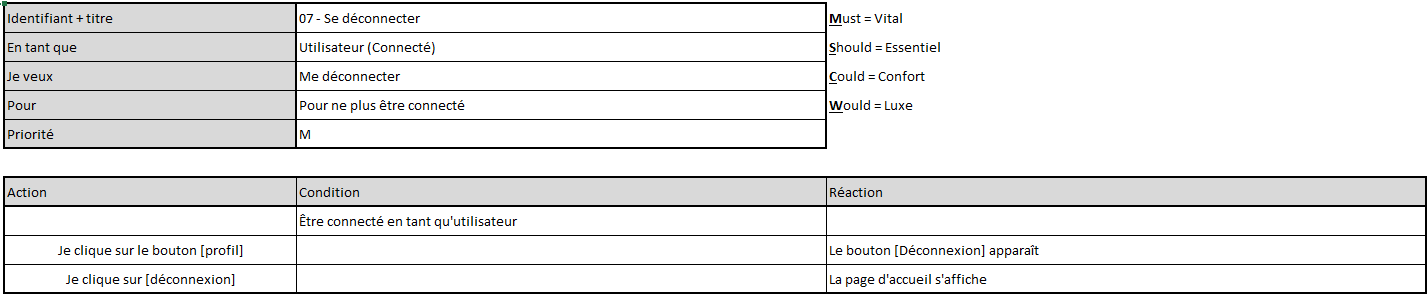 Identifiant + titre 07 - Se déconnecter Must = Vital
En tant que Utilisateur (Connecté) Should = Essentiel
Je veux Me déconnecter Could = Confort
Pour Pour ne plus être connecté Would = Luxe
Priorité M
Action Condition Réaction
Être connecté en tant qu'utilisateur
Je clique sur le bouton [profil] Le bouton [Déconnexion] apparaît
Je clique sur [déconnexion] La page d'accueil s'affiche